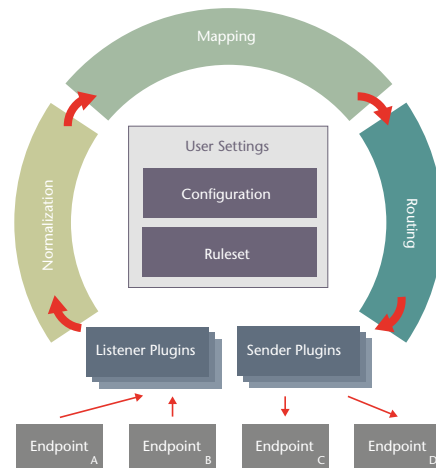 Mapping
User Settings
Configuration
Ruleset
Normalization
Routing
Listener Plugins
Sender Plugins
Endpoint A
Endpoint B
Endpoint C
Endpoint D